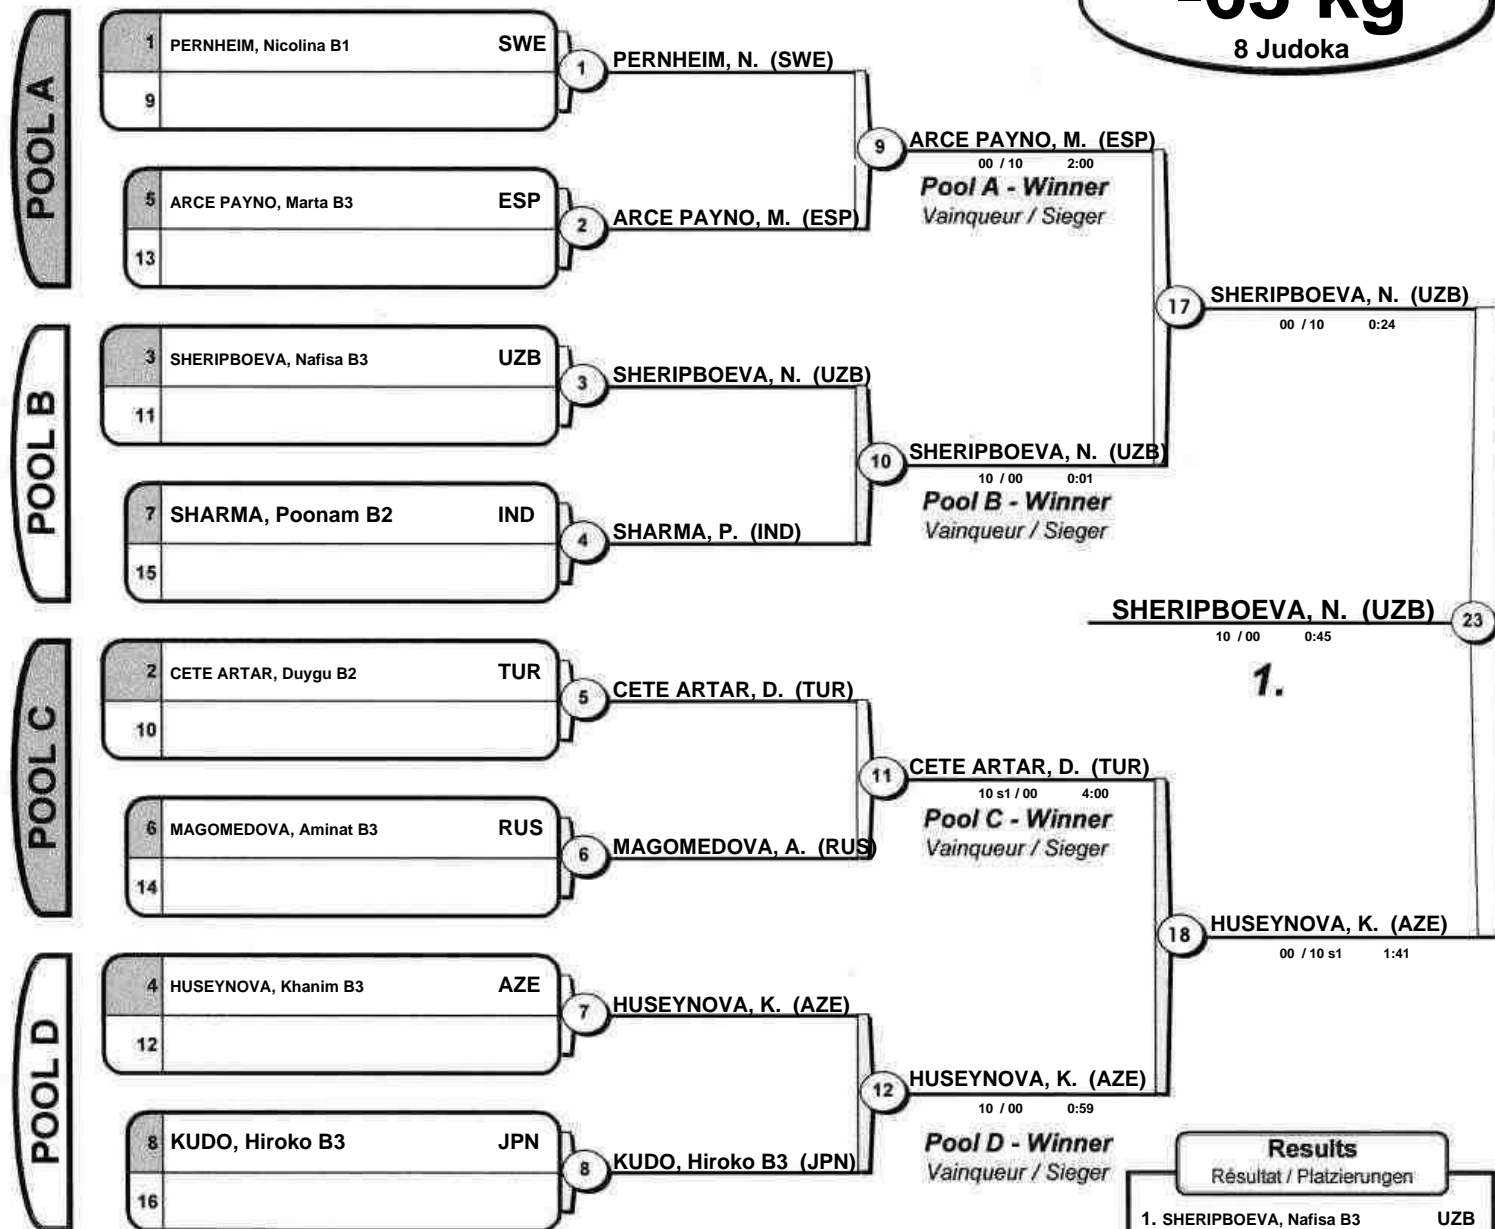 -63 kg
8 Judoka
POOL A
1 PERNHEIM, Nicolina B1 SWE
9
1 PERNHEIM, N. (SWE)
5 ARCE PAYNO, Marta B3 ESP
13
2 ARCE PAYNO, M. (ESP)
9 ARCE PAYNO, M. (ESP)
00 / 10 2:00
Pool A - Winner
Vainqueur / Sieger
POOL B
3 SHERIPBOEVA, Nafisa B3 UZB
11
3 SHERIPBOEVA, N. (UZB)
7 SHARMA, Poonam B2 IND
15
4 SHARMA, P. (IND)
10 SHERIPBOEVA, N. (UZB)
10 / 00 0:01
Pool B - Winner
Vainqueur / Sieger
17 SHERIPBOEVA, N. (UZB)
00 / 10 0:24
SHERIPBOEVA, N. (UZB) 23
10 / 00 0:45
1.
POOL C
2 CETE ARTAR, Duygu B2 TUR
10
5 CETE ARTAR, D. (TUR)
6 MAGOMEDOVA, Aminat B3 RUS
14
6 MAGOMEDOVA, A. (RUS)
11 CETE ARTAR, D. (TUR)
10 s1 / 00 4:00
Pool C - Winner
Vainqueur / Sieger
POOL D
4 HUSEYNOVA, Khanim B3 AZE
12
7 HUSEYNOVA, K. (AZE)
8 KUDO, Hiroko B3 JPN
16
8 KUDO, Hiroko B3 (JPN)
12 HUSEYNOVA, K. (AZE)
10 / 00 0:59
Pool D - Winner
Vainqueur / Sieger
18 HUSEYNOVA, K. (AZE)
00 / 10 s1 1:41
Results
Résultat / Platzierungen
1. SHERIPBOEVA, Nafisa B3 UZB